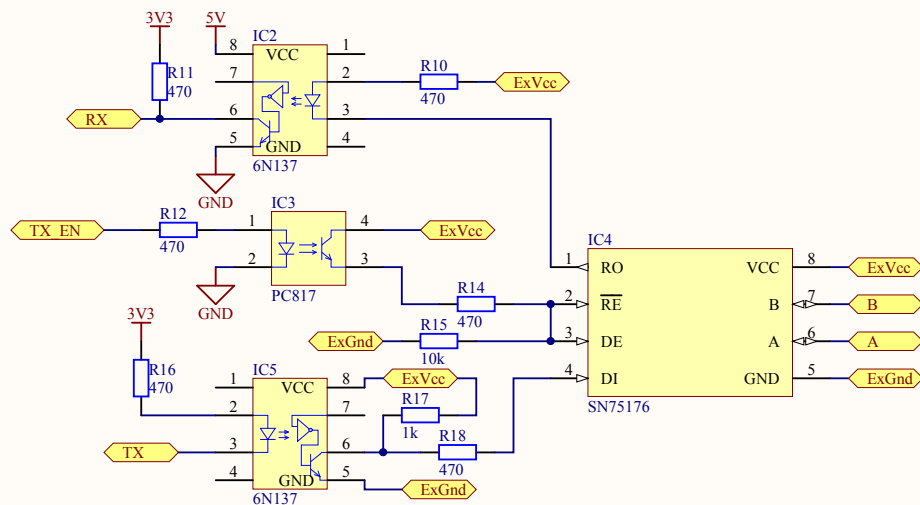 3V3
5V
IC2
8
VCC
1
R11
470
7
2
R10
470
ExVcc
RX
6
3
5
GND
4
6N137
GND
IC3
TX_EN
R12
470
1
4
ExVcc
2
3
PC817
GND
R14
470
ExGnd
R15
10k
IC4
1
RO
VCC
8
ExVcc
2
RE
B
7
B
3
DE
A
6
A
4
DI
GND
5
ExGnd
SN75176
3V3
R16
470
IC5
1
VCC
8
ExVcc
2
7
R17
1k
TX
3
6
R18
470
4
GND
5
ExGnd
6N137